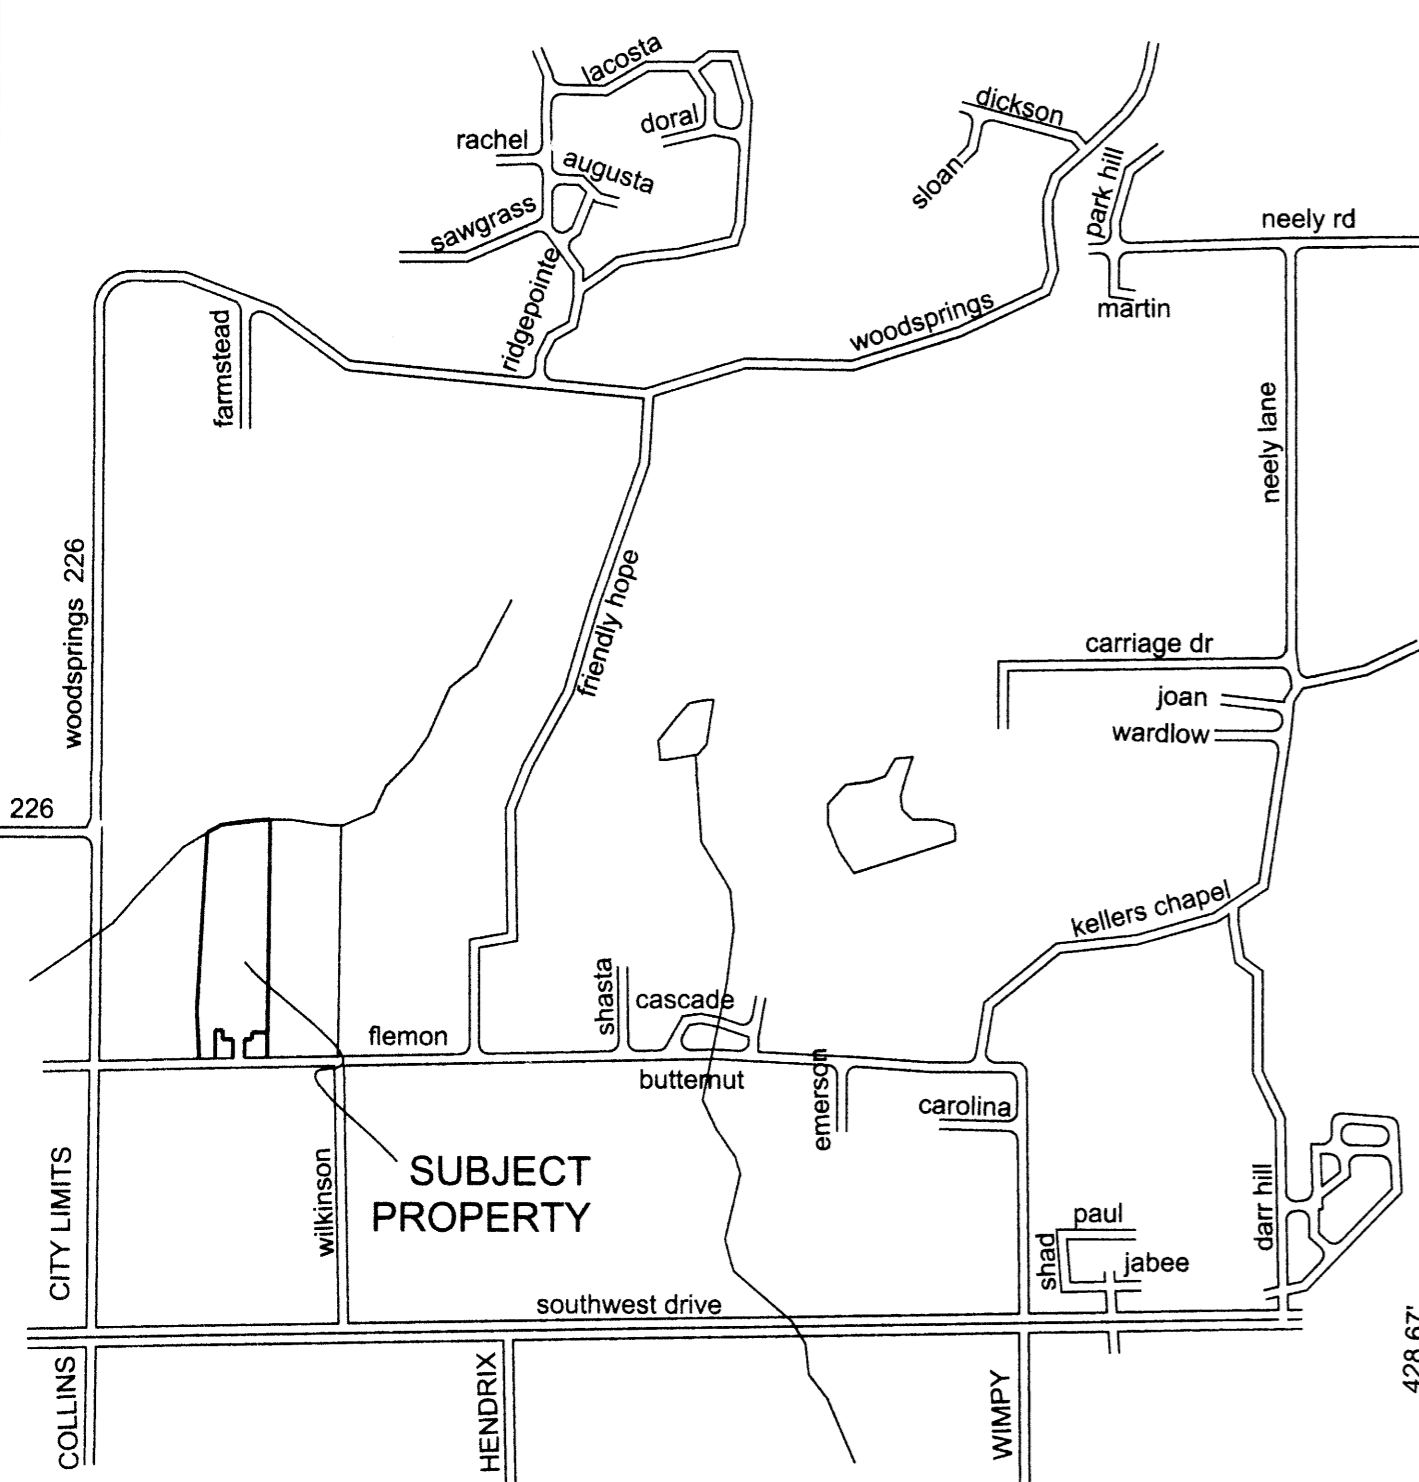 lacosta
dickson
doral
rachel
augusta
sloan
park hill
sawgrass
neely rd
ridgepointe
martin
woodsprings
farmstead
neely lane
woodsprings 226
friendly hope
carriage dr
joan
wardlow
226
kellers chapel
shasta
cascade
flemon
butternut
emerson
carolina
SUBJECT
PROPERTY
CITY LIMITS
wilkinson
darr hill
paul
shad
jabee
southwest drive
428.67'
COLLINS
HENDRIX
WIMPY